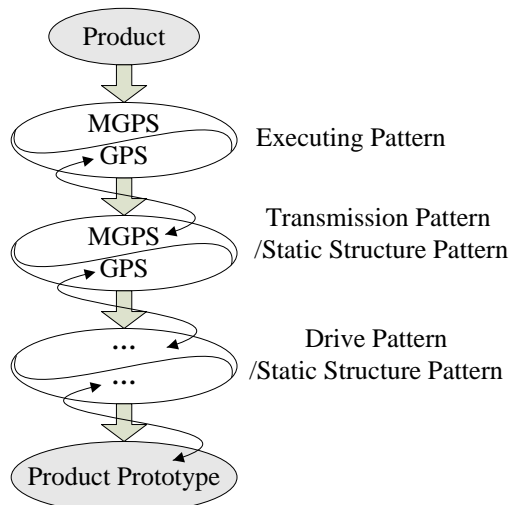 Product
MGPS
GPS
Executing Pattern
MGPS
GPS
Transmission Pattern
/Static Structure Pattern
...
...
Drive Pattern
/Static Structure Pattern
Product Prototype